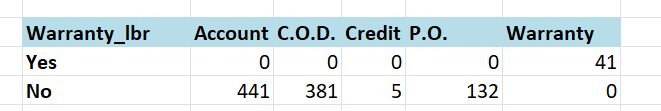 Warranty_lbr Account C.O.D. Credit P.O. Warranty
Yes 0 0 0 0 41
No 441 381 5 132 0